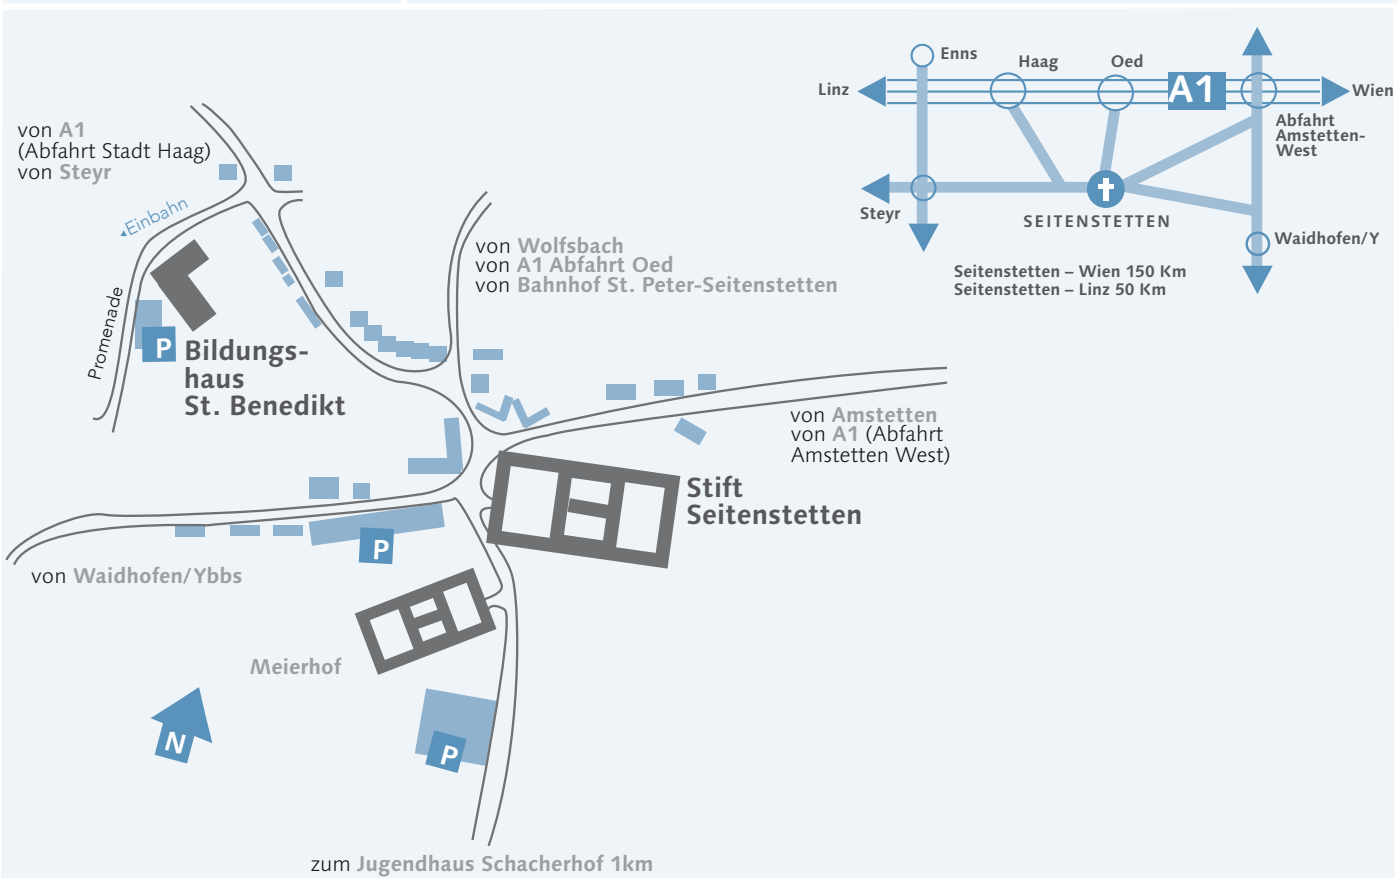 Enns
Haag
Oed
Linz
A1
Wien
Abfahrt
Amstetten-
West
Steyr
SEITENSTETTEN
Waidhofen/Y
Seitenstetten – Wien 150 Km
Seitenstetten – Linz 50 Km
von A1
(Abfahrt Stadt Haag)
von Steyr
Einbahn
Promenade
P
Bildungs-
haus
St. Benedikt
von Wolfsbach
von A1 Abfahrt Oed
von Bahnhof St. Peter-Seitenstetten
von Amstetten
von A1 (Abfahrt
Amstetten West)
Stift
Seitenstetten
P
von Waidhofen/Ybbs
Meierhof
N
P
zum Jugendhaus Schacherhof 1km